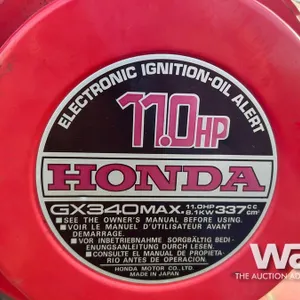 ELECTRONIC IGNITION-OIL ALERT
11.0HP
HONDA
GX340MAX. 11.0HP 8.1KW 337cc cm³
■SEE THE OWNER'S MANUAL BEFORE USING.
■VOIR LE MANUEL D'UTILISATEUR AVANT
DEMARRAGE.
■VOR INBETRIEBNAHME SORGBÄLTIG BEDI-
ENUNGSANLEITUNG DURCH LESEN.
■CONSULTE EL MANUAL DE PROPIETA-
RIO ANTES DE OPERACION.
HONDA MOTOR CO., LTD.
MADE IN JAPAN
THE AUCTION ADV